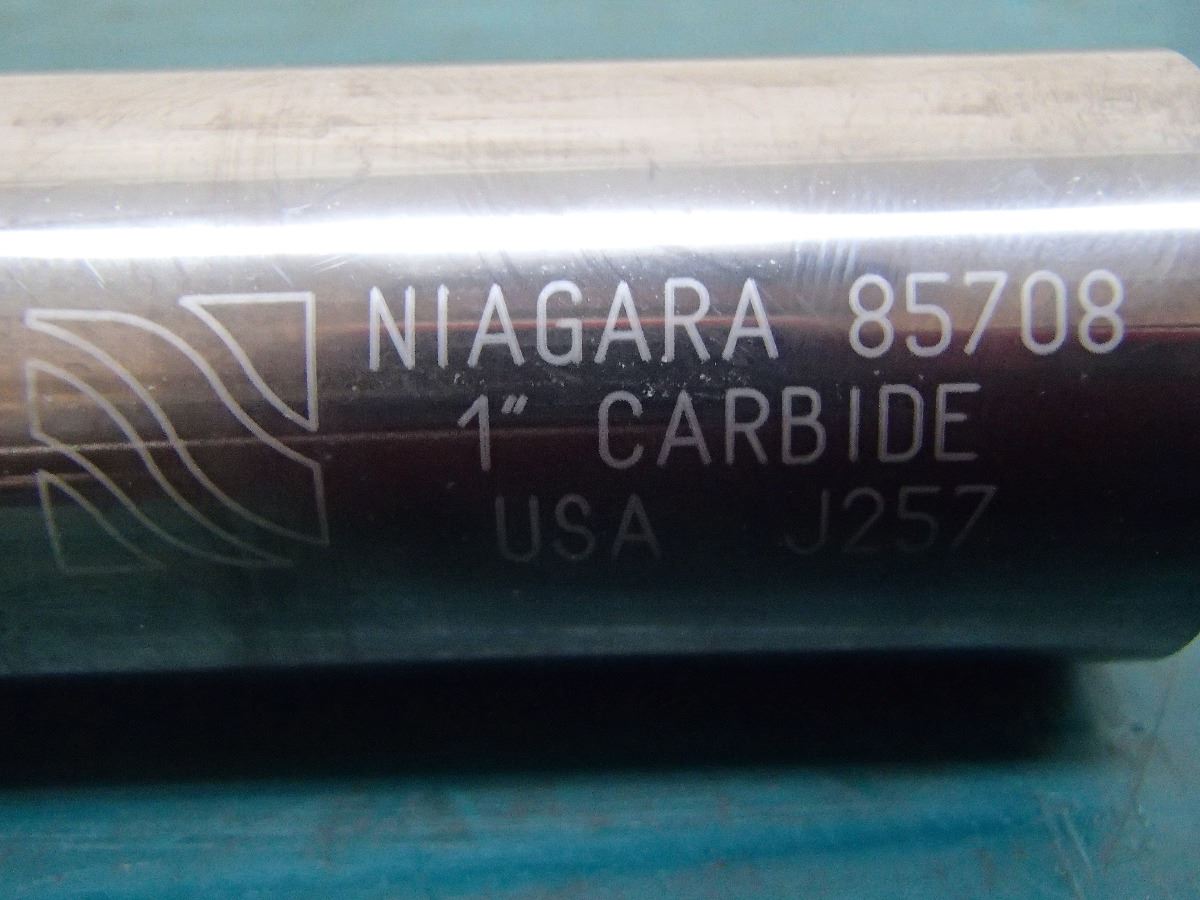 NIAGARA 85708
1" CARBIDE
USA J257